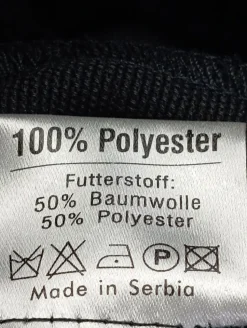 100% Polyester
Futterstoff:
50% Baumwolle
50% Polyester
P
Made in Serbia